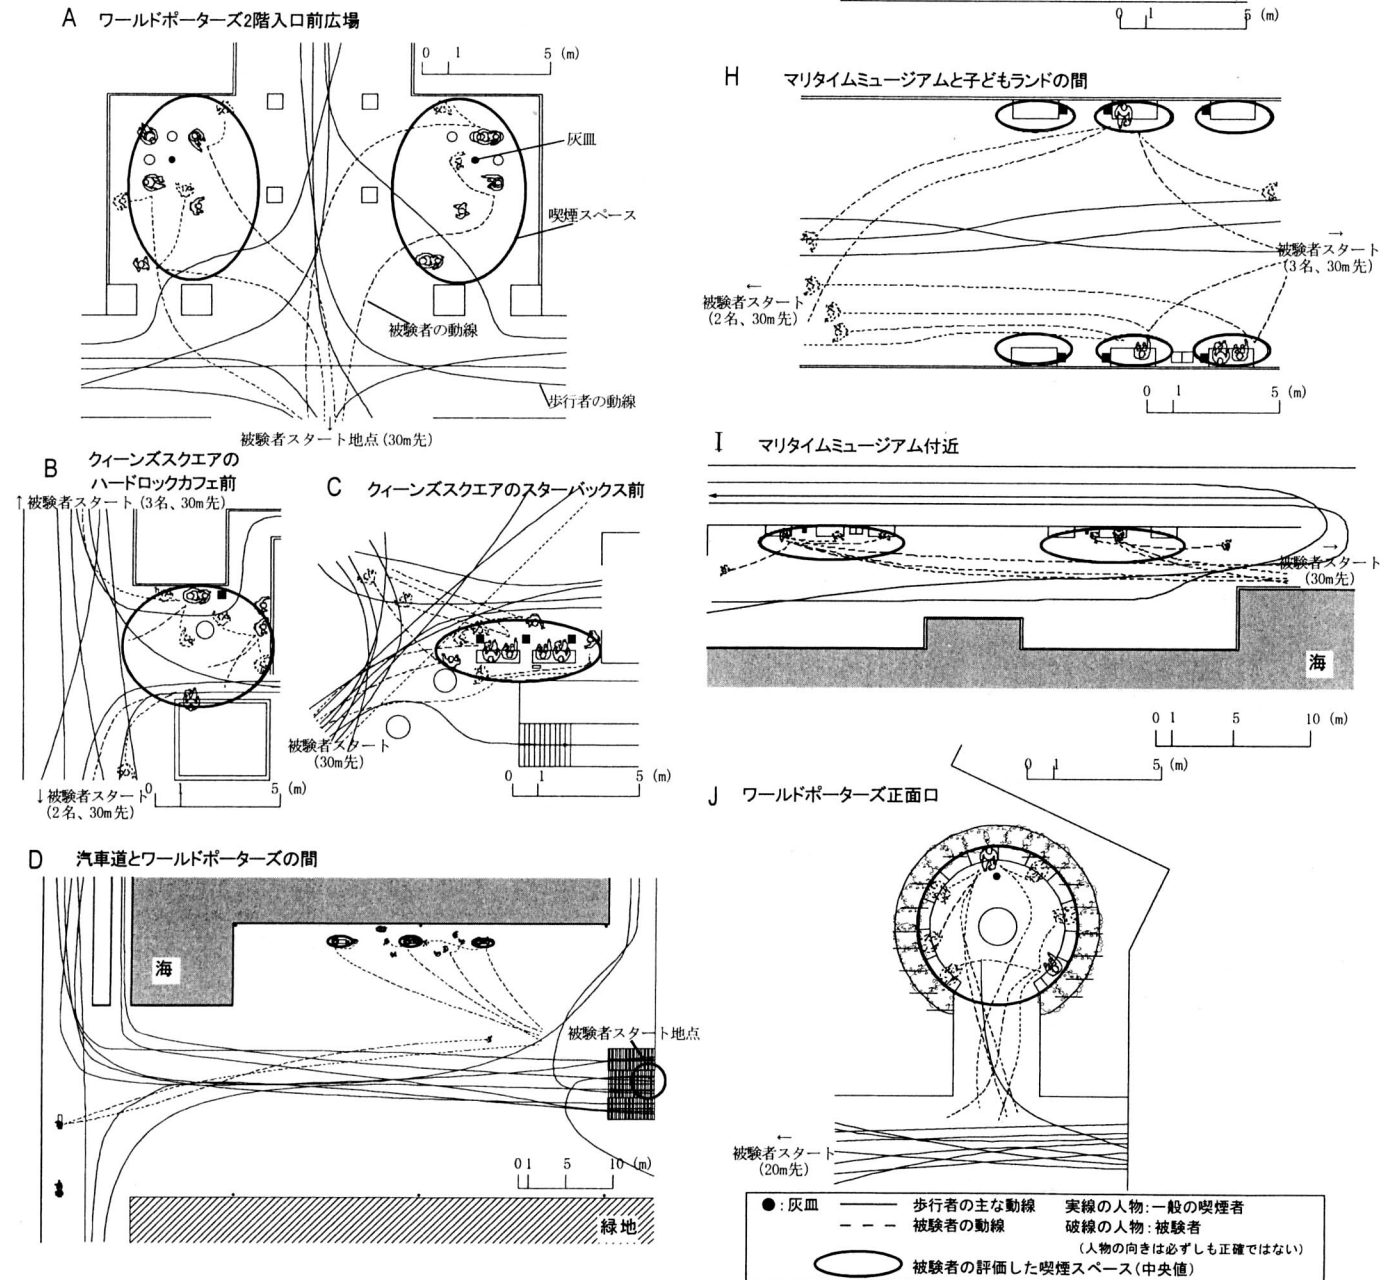 A ワールドポーターズ2階入口前広場
0 1 5 (m)
灰皿
喫煙スペース
被験者の動線
歩行者の動線
↓
被験者スタート地点(30m先)
B クィーンズスクエアの
ハードロックカフェ前
↑被験者スタート(3名、30m先)
↓被験者スタート
(2名、30m先)
0 1 5 (m)
C クィーンズスクエアのスターバックス前
被験者スタート
(30m先)
0 1 5 (m)
D 汽車道とワールドポーターズの間
海
被験者スタート地点
0 1 5 10 (m)
緑地
0 1 5 (m)
H マリタイムミュージアムと子どもランドの間
→
被験者スタート
(3名、30m先)
←
被験者スタート
(2名、30m先)
0 1 5 (m)
I マリタイムミュージアム付近
→
被験者スタート
(30m先)
海
0 1 5 10 (m)
0 1 5 (m)
J ワールドポーターズ正面口
←
被験者スタート
(20m先)
●:灰皿 歩行者の主な動線 実線の人物:一般の喫煙者
被験者の動線 破線の人物:被験者
(人物の向きは必ずしも正確ではない)
被験者の評価した喫煙スペース(中央値)